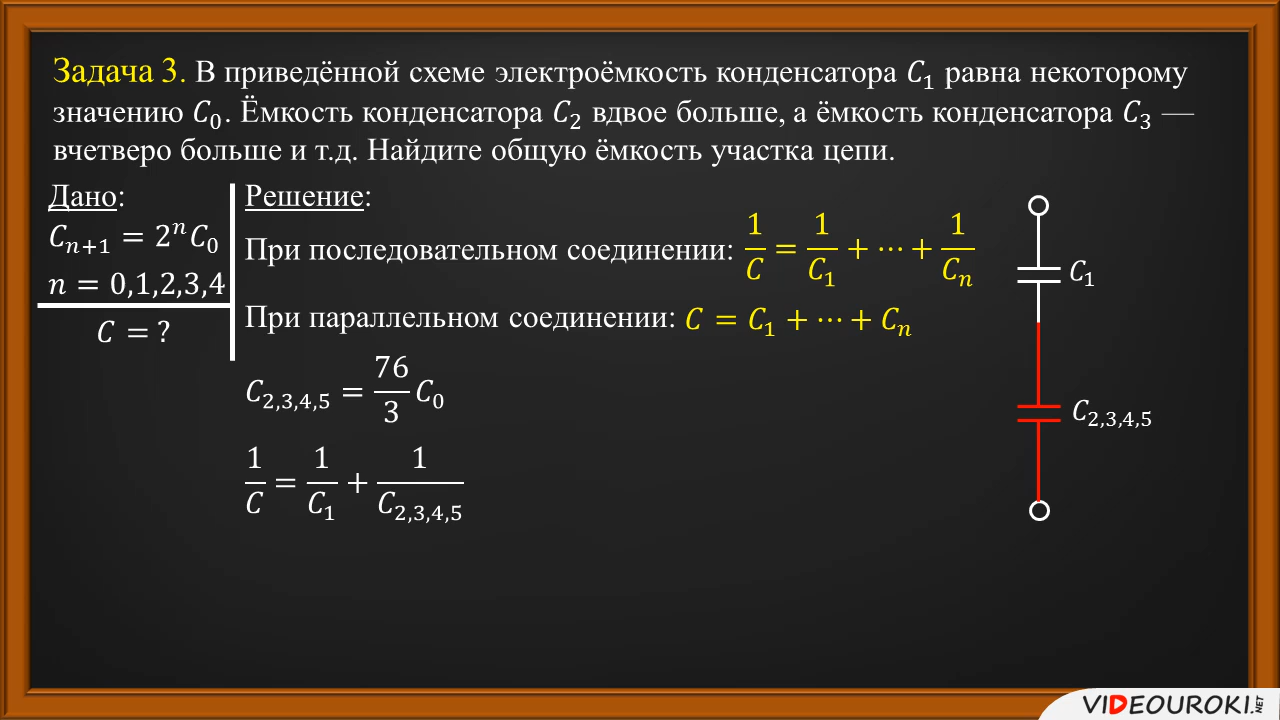 Задача 3. В приведённой схеме электроёмкость конденсатора C₁ равна некоторому
значению C₀. Ёмкость конденсатора C₂ вдвое больше, а ёмкость конденсатора C₃ —
вчетверо больше и т.д. Найдите общую ёмкость участка цепи.
Дано:
Cₙ₊₁ = 2ⁿC₀
n = 0,1,2,3,4
C = ?
Решение:
При последовательном соединении: 1/C = 1/C₁ + ⋯ + 1/Cₙ
При параллельном соединении: C = C₁ + ⋯ + Cₙ
C₂,₃,₄,₅ = 76/3 C₀
1/C = 1/C₁ + 1/C₂,₃,₄,₅
C₁
C₂,₃,₄,₅
VIDEOUROKI.NET